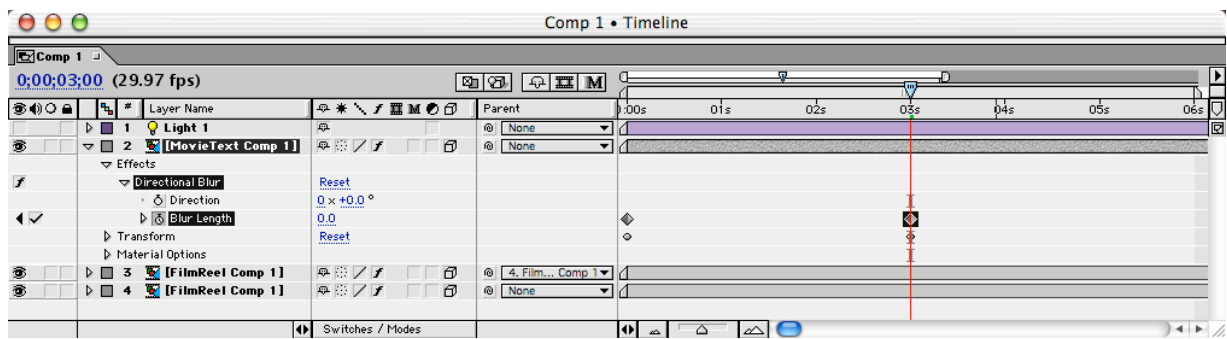 Comp 1 • Timeline
Comp 1
0;00;03;00 (29.97 fps)
M
# Layer Name
M
Parent
):00s 01s 02s 03s 04s 05s 06s
1 Light 1 None
2 [MovieText Comp 1] None
Effects
Directional Blur Reset
Direction 0 x +0.0 °
Blur Length 0.0
Transform Reset
Material Options
3 [FilmReel Comp 1] 4. Film... Comp 1
4 [FilmReel Comp 1] None
Switches / Modes